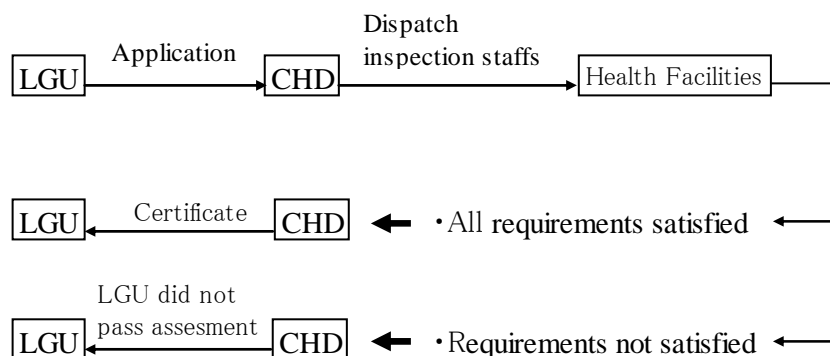 Dispatch
Application inspection staffs
LGU CHD Health Facilities
LGU Certificate CHD ・All requirements satisfied
LGU did not
pass assesment
LGU CHD ・Requirements not satisfied